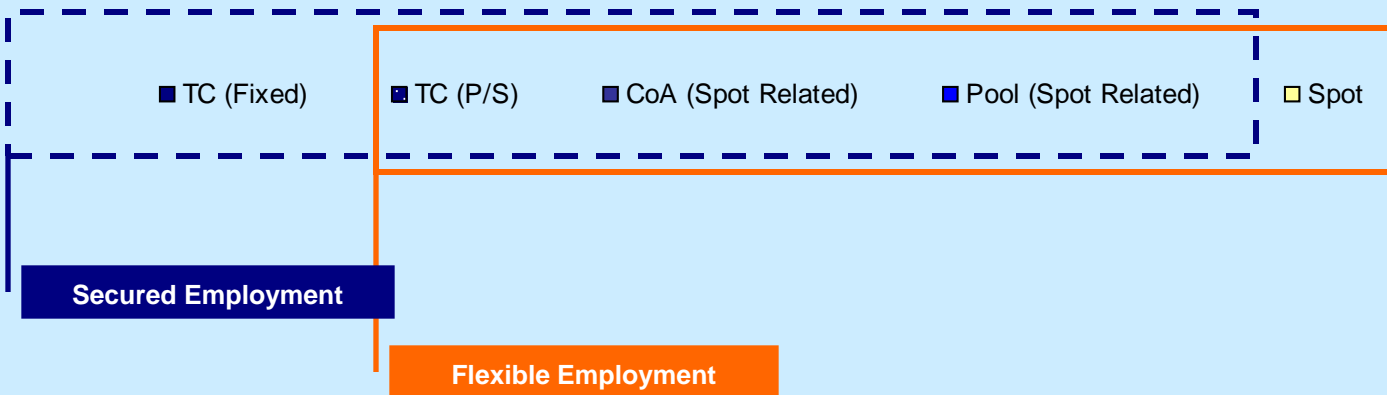 TC (Fixed) TC (P/S) CoA (Spot Related) Pool (Spot Related) Spot
Secured Employment
Flexible Employment